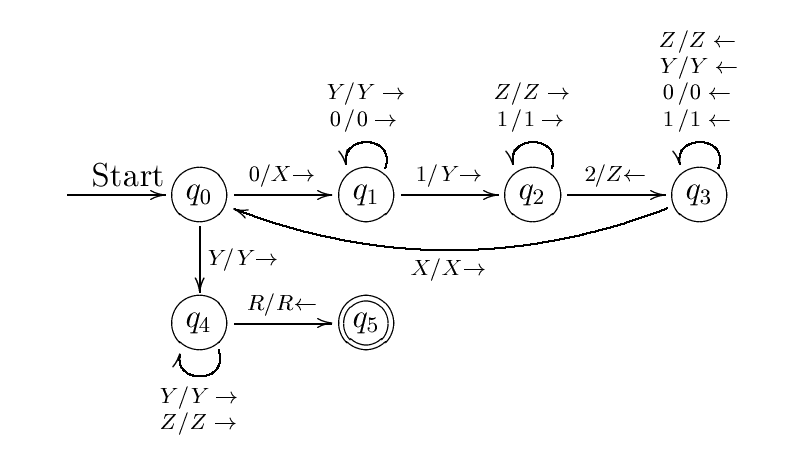 Z/Z ←
Y/Y ←
Y/Y →
Z/Z →
0/0 ←
0/0 →
1/1 →
1/1 ←
Start
q₀
0/X→
q₁
1/Y→
q₂
2/Z←
q₃
Y/Y→
X/X→
q₄
R/R←
q₅
Y/Y →
Z/Z →